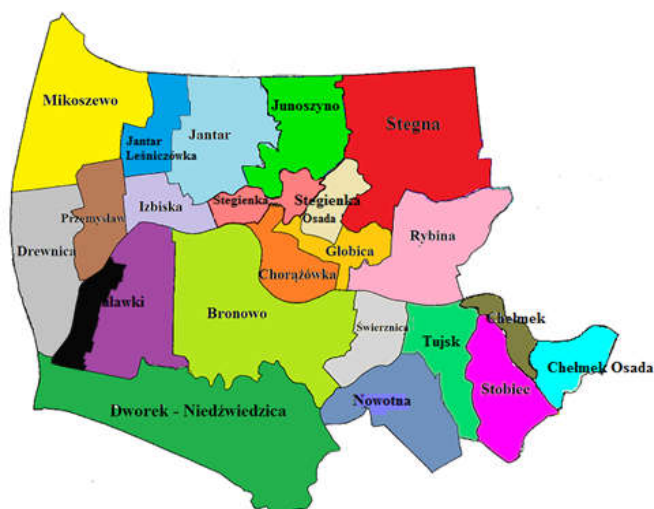 Mikoszewo
Junoszyno
Stegna
Jantar
Leśniczówka
Jantar
Przemysław
Izbiska
Stegienka
Stegienka
Osada
Rybina
Drewnica
Głobica
Chorążówka
Bronowo
Świerznica
Tujsk
Chełmek
Chełmek Osada
Stobiec
Nowotna
Dworek - Niedźwiedzica